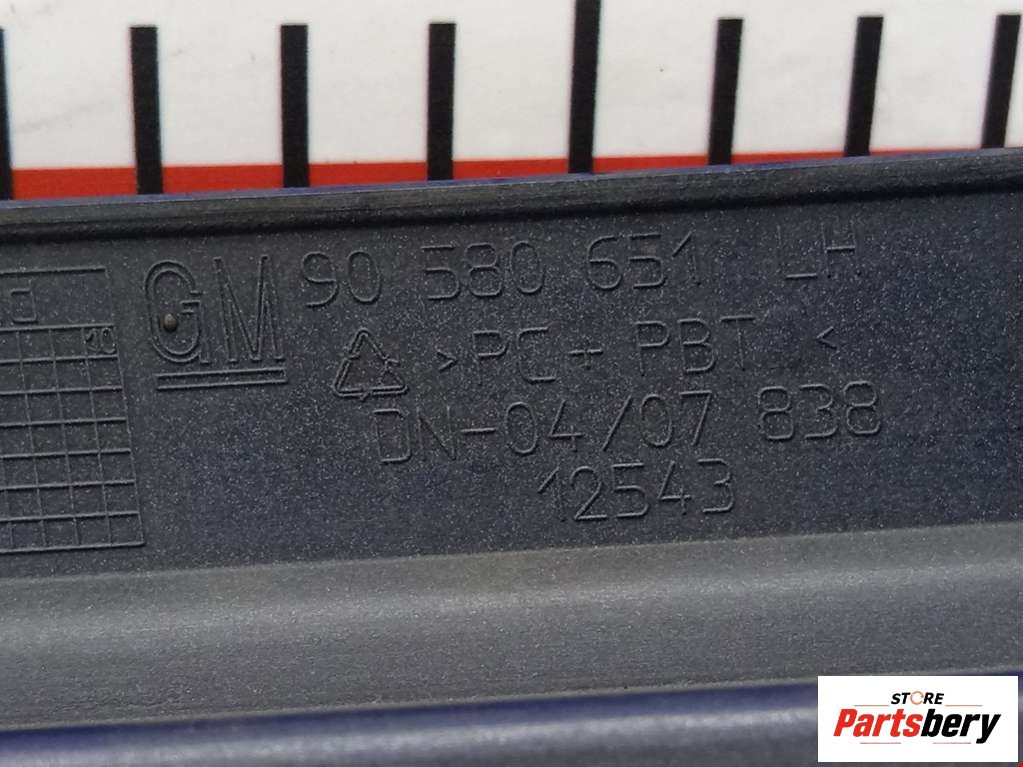 GM 90 580 651 LH
>PC+PBT<
DN-04/07 838
12543
STORE
Partsbery